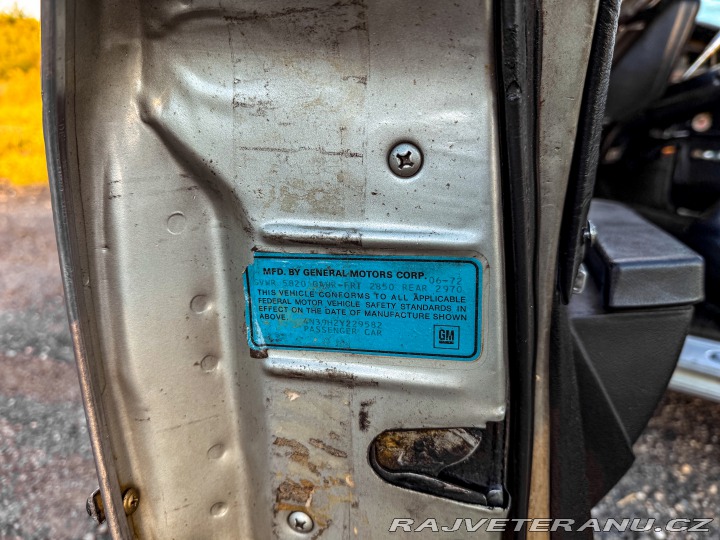 MFD. BY GENERAL MOTORS CORP. 06-72
GVWR 5820 GAWR-FRT 2850 REAR 2970
THIS VEHICLE CONFORMS TO ALL APPLICABLE
FEDERAL MOTOR VEHICLE SAFETY STANDARDS IN
EFFECT ON THE DATE OF MANUFACTURE SHOWN
ABOVE.
PASSENGER CAR
GM
RAJVETERANU.CZ